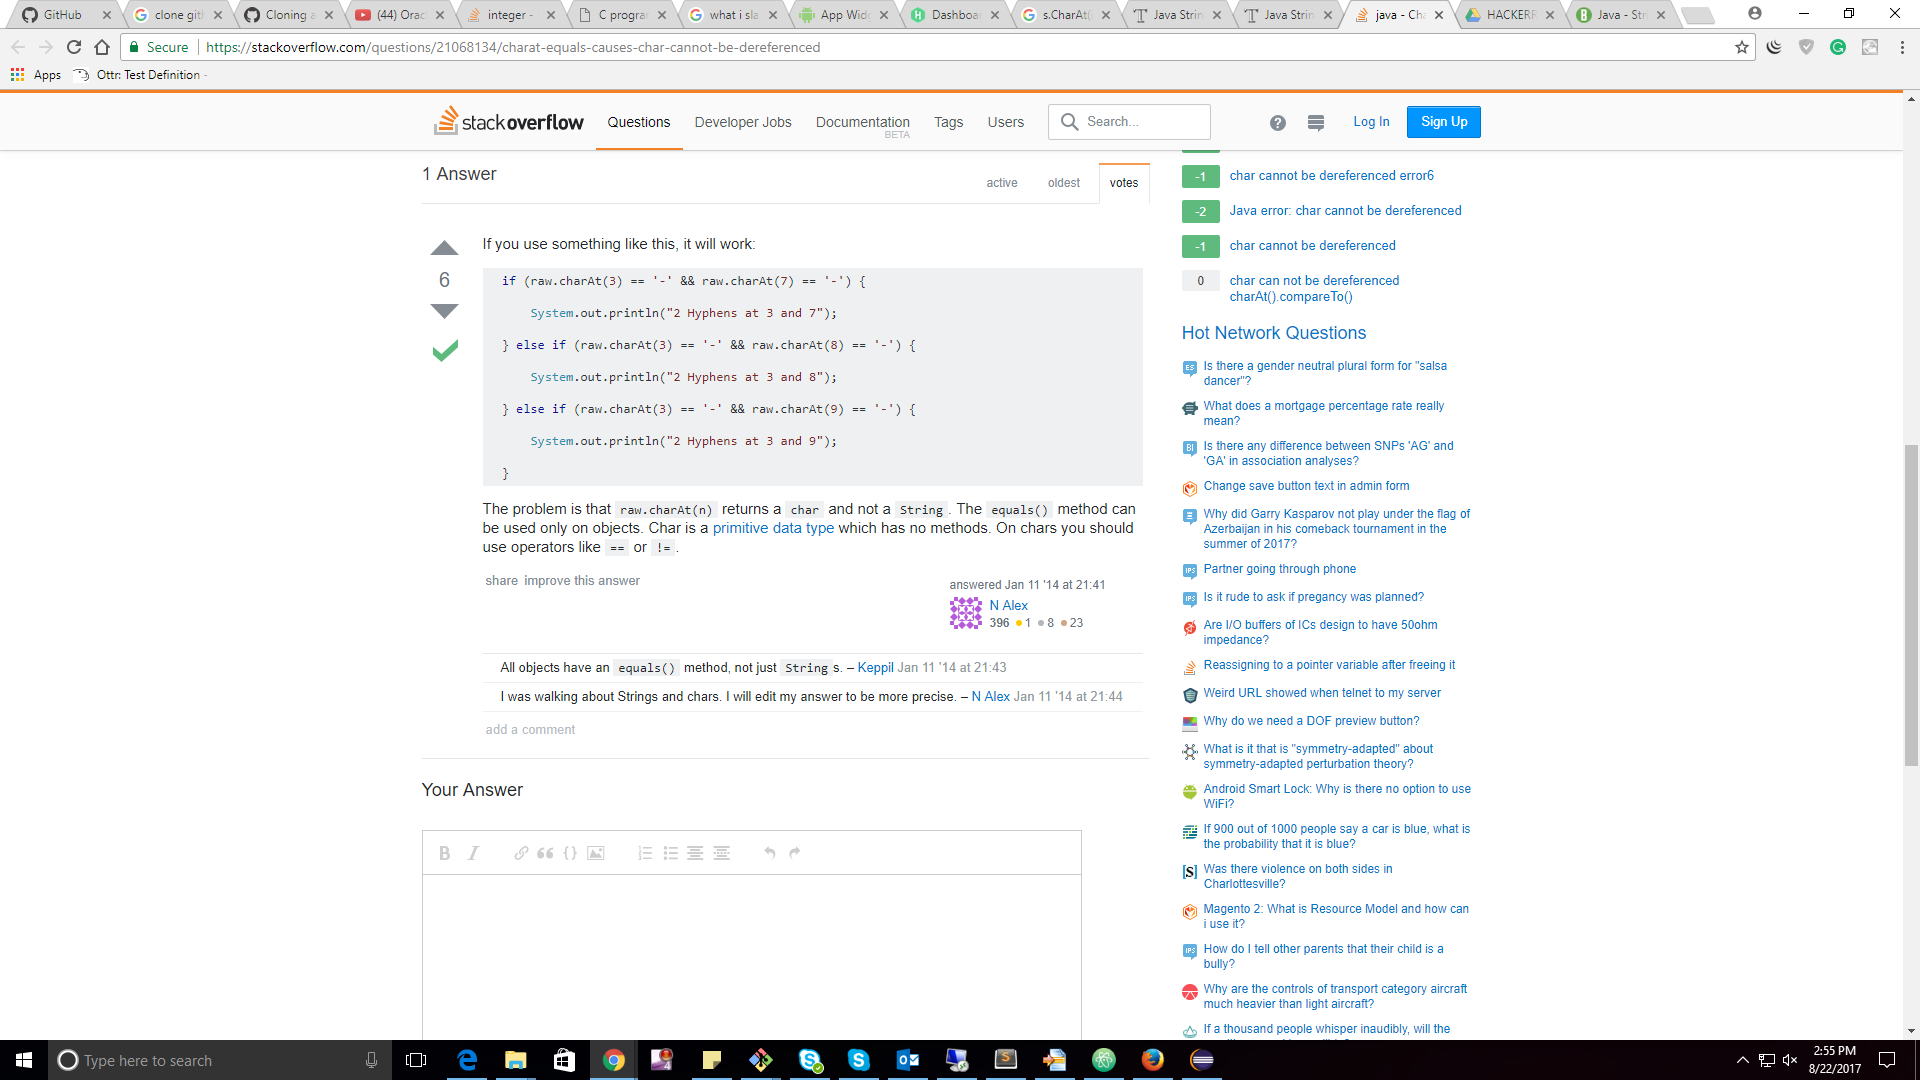 GitHub
clone gith
Cloning a
(44) Orac
integer -
C progra
what i sla
App Widg
Dashboa
s.CharAt(
Java Strin
Java Strin
java - Cha
HACKERR
Java - Str
Secure
https://stackoverflow.com/questions/21068134/charat-equals-causes-char-cannot-be-dereferenced
Apps
Ottr: Test Definition -
stackoverflow
Questions
Developer Jobs
Documentation
BETA
Tags
Users
Search...
Log In
Sign Up
1 Answer
active
oldest
votes
If you use something like this, it will work:
6
if (raw.charAt(3) == '-' && raw.charAt(7) == '-') {
System.out.println("2 Hyphens at 3 and 7");
} else if (raw.charAt(3) == '-' && raw.charAt(8) == '-') {
System.out.println("2 Hyphens at 3 and 8");
} else if (raw.charAt(3) == '-' && raw.charAt(9) == '-') {
System.out.println("2 Hyphens at 3 and 9");
}
The problem is that raw.charAt(n) returns a char and not a String. The equals() method can
be used only on objects. Char is a primitive data type which has no methods. On chars you should
use operators like == or !=.
share improve this answer
answered Jan 11 '14 at 21:41
N Alex
396 ●1 ●8 ●23
All objects have an equals() method, not just Strings. – Keppil Jan 11 '14 at 21:43
I was walking about Strings and chars. I will edit my answer to be more precise. – N Alex Jan 11 '14 at 21:44
add a comment
Your Answer
B I
-1 char cannot be dereferenced error6
-2 Java error: char cannot be dereferenced
-1 char cannot be dereferenced
0 char can not be dereferenced
charAt().compareTo()
Hot Network Questions
Is there a gender neutral plural form for "salsa
dancer"?
What does a mortgage percentage rate really
mean?
Is there any difference between SNPs 'AG' and
'GA' in association analyses?
Change save button text in admin form
Why did Garry Kasparov not play under the flag of
Azerbaijan in his comeback tournament in the
summer of 2017?
Partner going through phone
Is it rude to ask if pregancy was planned?
Are I/O buffers of ICs design to have 50ohm
impedance?
Reassigning to a pointer variable after freeing it
Weird URL showed when telnet to my server
Why do we need a DOF preview button?
What is it that is "symmetry-adapted" about
symmetry-adapted perturbation theory?
Android Smart Lock: Why is there no option to use
WiFi?
If 900 out of 1000 people say a car is blue, what is
the probability that it is blue?
Was there violence on both sides in
Charlottesville?
Magento 2: What is Resource Model and how can
i use it?
How do I tell other parents that their child is a
bully?
Why are the controls of transport category aircraft
much heavier than light aircraft?
If a thousand people whisper inaudibly, will the
Type here to search
2:55 PM
8/22/2017